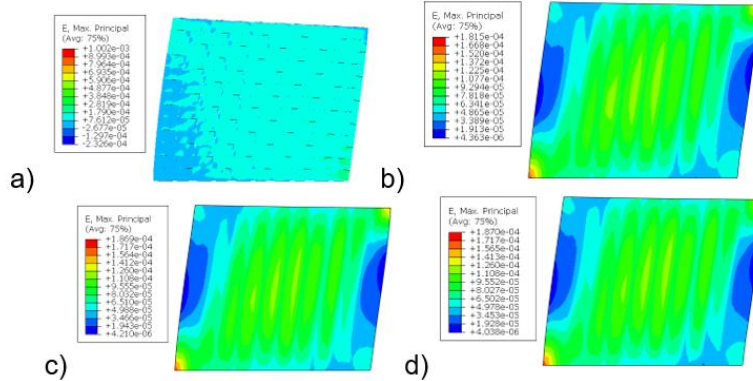 E, Max. Principal
(Avg: 75%)
+1.002e-03
+8.993e-04
+7.964e-04
+6.935e-04
+5.906e-04
+4.877e-04
+3.848e-04
+2.819e-04
+1.790e-04
+7.612e-05
-2.677e-05
-1.297e-04
-2.326e-04
a)
E, Max. Principal
(Avg: 75%)
+1.815e-04
+1.668e-04
+1.520e-04
+1.372e-04
+1.225e-04
+1.077e-04
+9.294e-05
+7.818e-05
+6.341e-05
+4.865e-05
+3.389e-05
+1.913e-05
+4.363e-06
b)
E, Max. Principal
(Avg: 75%)
+1.869e-04
+1.717e-04
+1.564e-04
+1.412e-04
+1.260e-04
+1.108e-04
+9.555e-05
+8.032e-05
+6.510e-05
+4.988e-05
+3.466e-05
+1.943e-05
+4.210e-06
c)
E, Max. Principal
(Avg: 75%)
+1.870e-04
+1.717e-04
+1.565e-04
+1.413e-04
+1.260e-04
+1.108e-04
+9.552e-05
+8.027e-05
+6.502e-05
+4.978e-05
+3.453e-05
+1.928e-05
+4.038e-06
d)